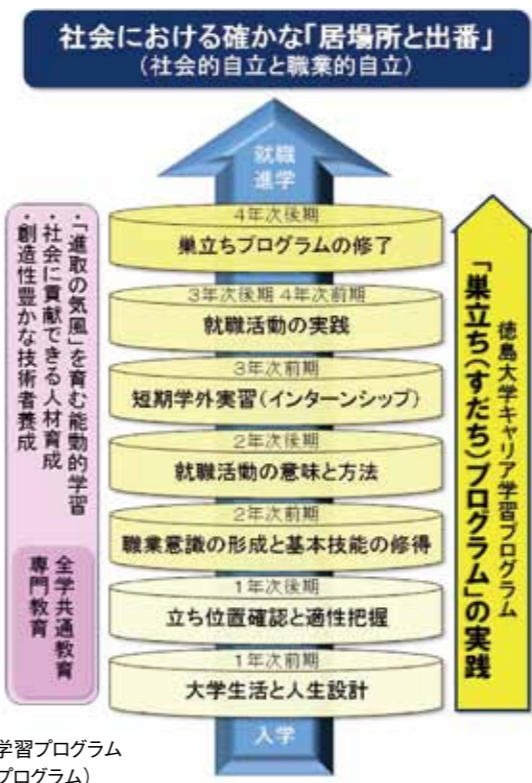 社会における確かな「居場所と出番」
(社会的自立と職業的自立)
就職
進学
4年次後期
巣立ちプログラムの修了
3年次後期 4年次前期
就職活動の実践
3年次前期
短期学外実習(インターンシップ)
2年次後期
就職活動の意味と方法
2年次前期
職業意識の形成と基本技能の修得
1年次後期
立ち位置確認と適性把握
1年次前期
大学生活と人生設計
入学
・「進取の気風」を育む能動的学習
・社会に貢献できる人材育成
・創造性豊かな技術者養成
全学共通教育
専門教育
徳島大学キャリア学習プログラム
「巣立ち(すだち)プログラム」の実践
学習プログラム
プログラム)